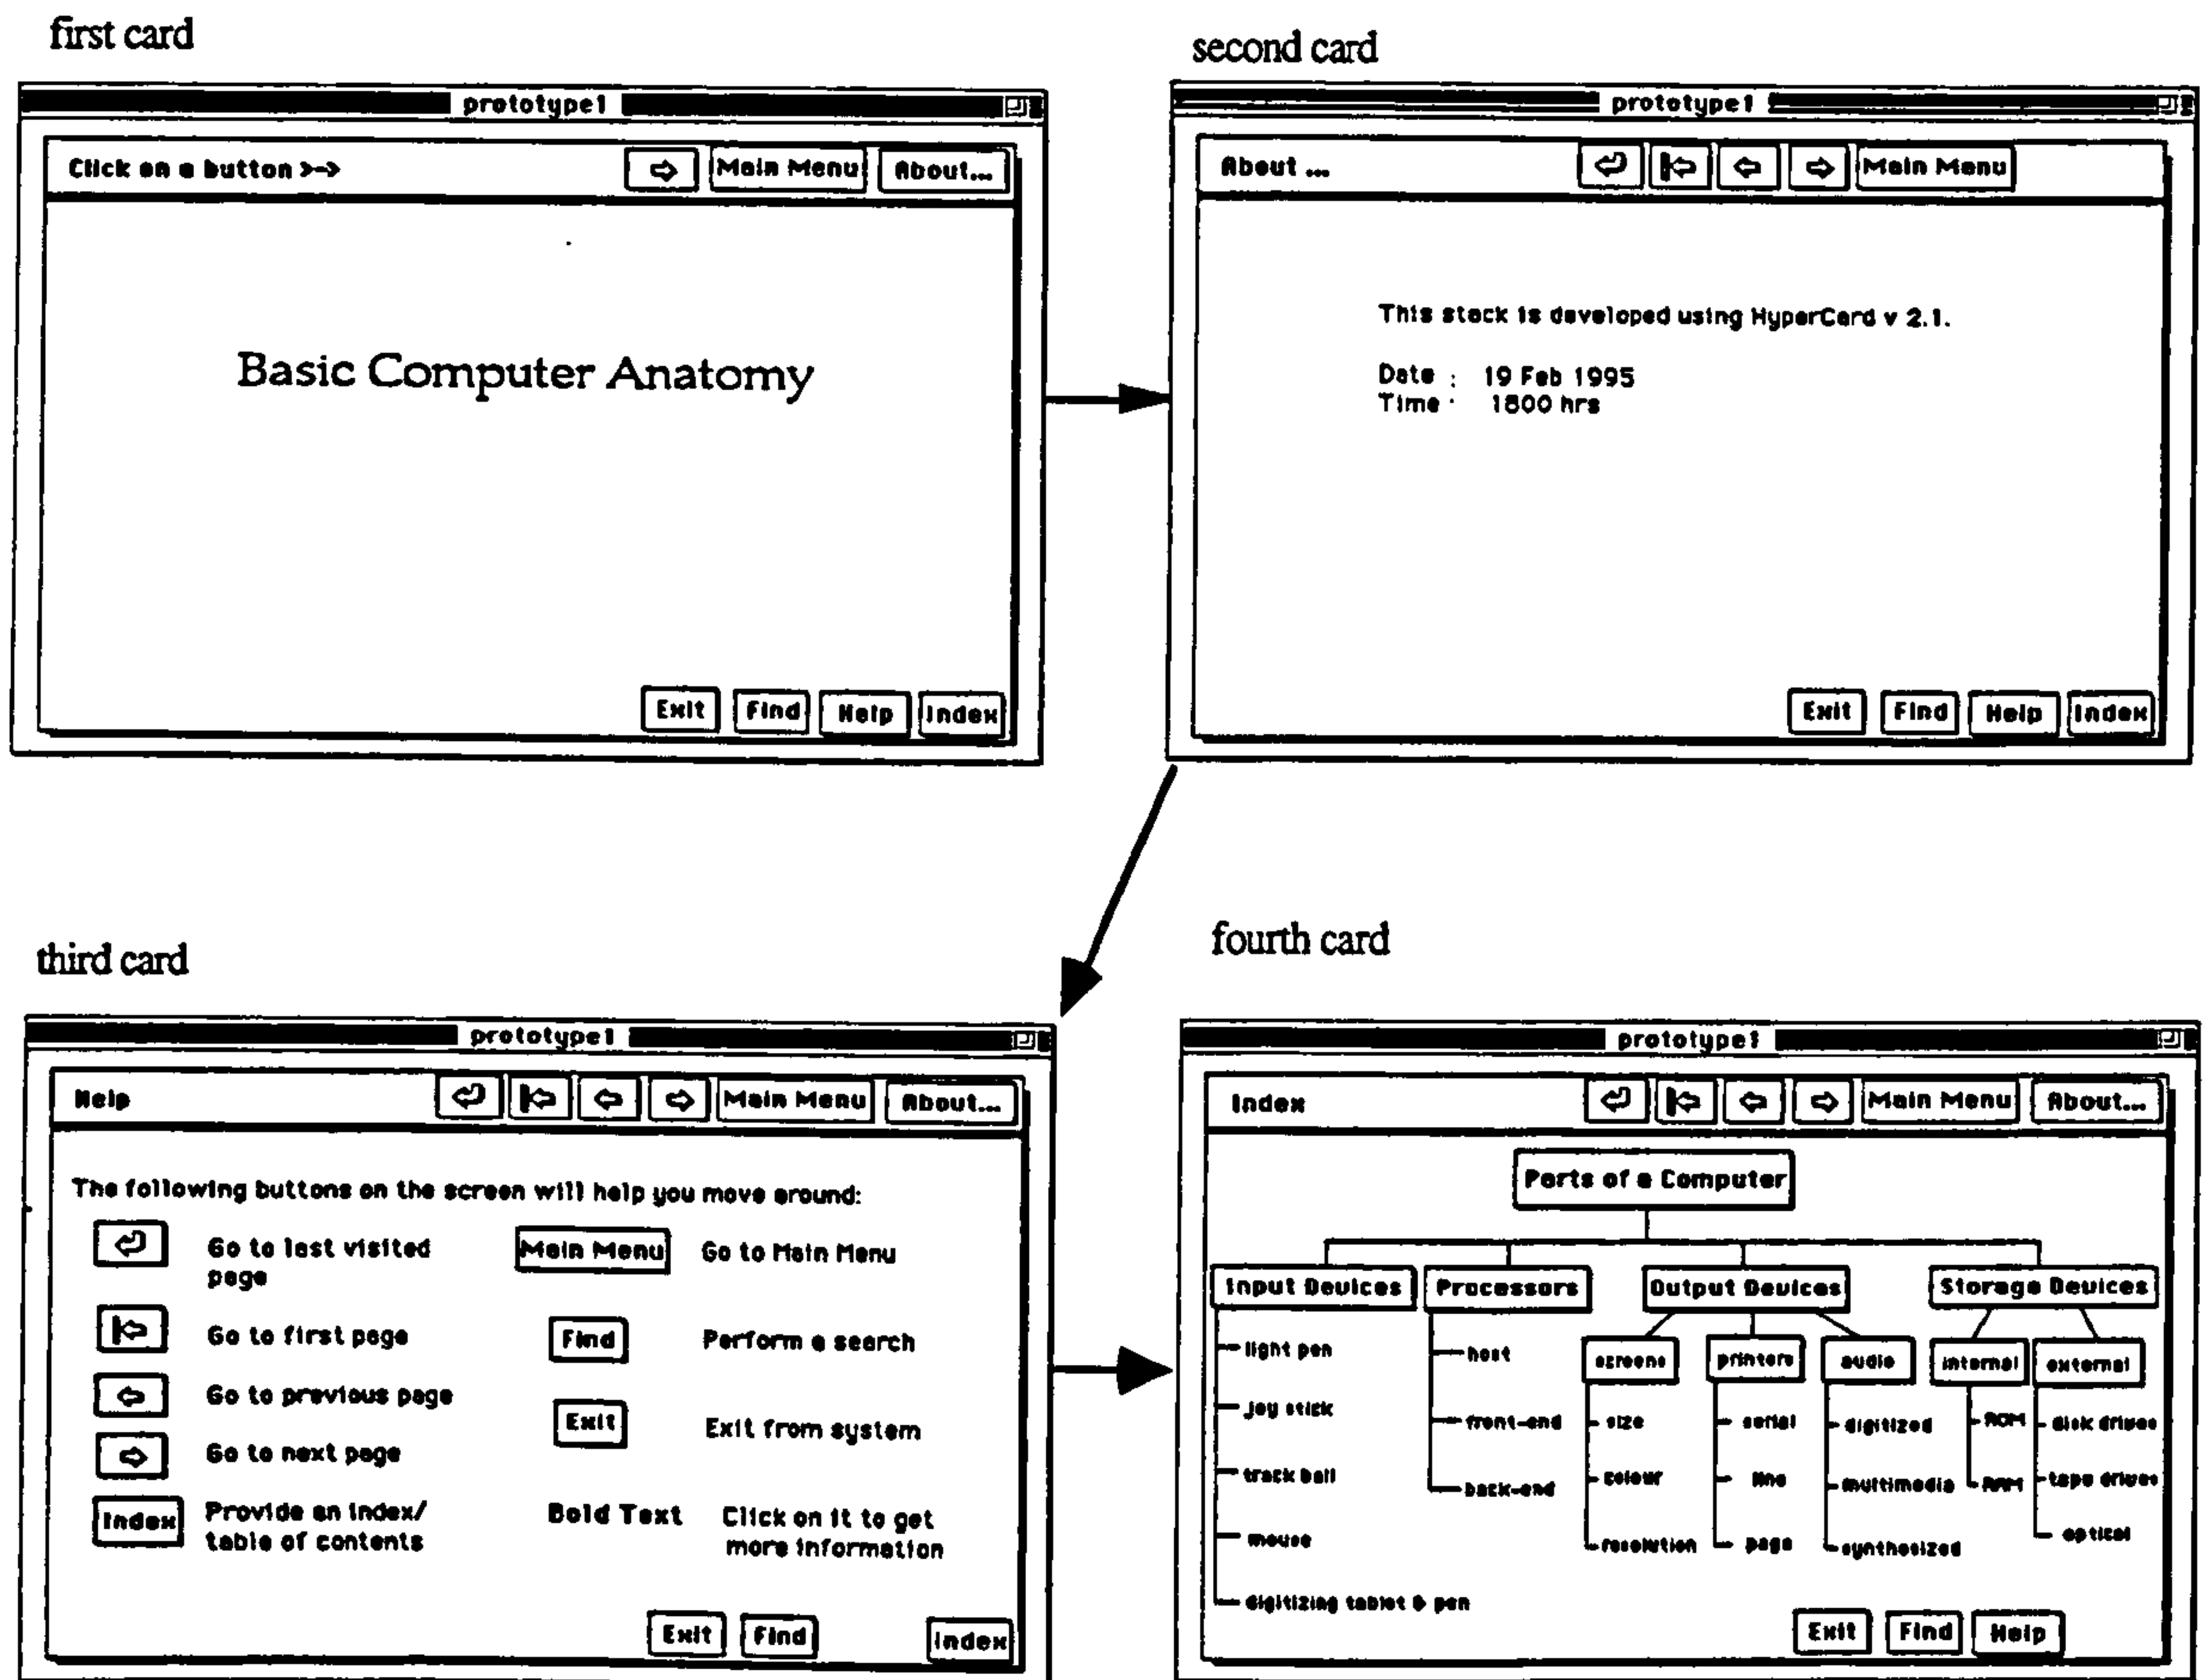 first card
prototype1
Click on a button >->
Main Menu
About...
Basic Computer Anatomy
Exit
Find
Help
Index
second card
prototype1
About ...
Main Menu
This stack is developed using HyperCard v 2.1.
Date : 19 Feb 1995
Time : 1800 hrs
Exit
Find
Help
Index
third card
prototype1
Help
Main Menu
About...
The following buttons on the screen will help you move around:
Go to last visited
page
Main Menu
Go to Main Menu
Go to first page
Find
Perform a search
Go to previous page
Exit
Exit from system
Go to next page
Index
Provide an index/
table of contents
Bold Text
Click on it to get
more information
Exit
Find
Index
fourth card
prototype1
Index
Main Menu
About...
Parts of a Computer
Input Devices
Processors
Output Devices
Storage Devices
light pen
joy stick
track ball
mouse
digitizing tablet & pen
host
front-end
back-end
screens
size
colour
resolution
printers
serial
line
page
audio
digitized
multimedia
synthesized
internal
ROM
RAM
external
disk drives
tape drives
optical
Exit
Find
Help